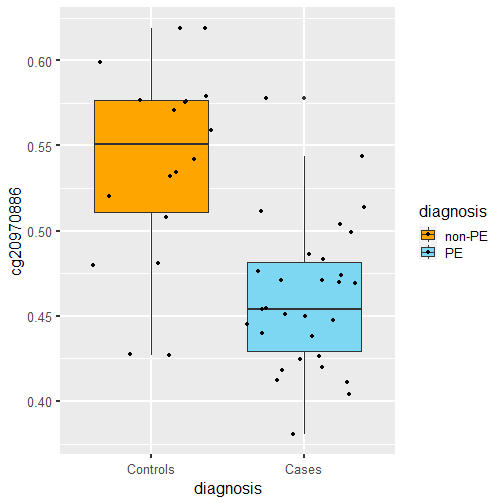 0.60
0.55
0.50
0.45
0.40
cg20970886
Controls
Cases
diagnosis
diagnosis
non-PE
PE